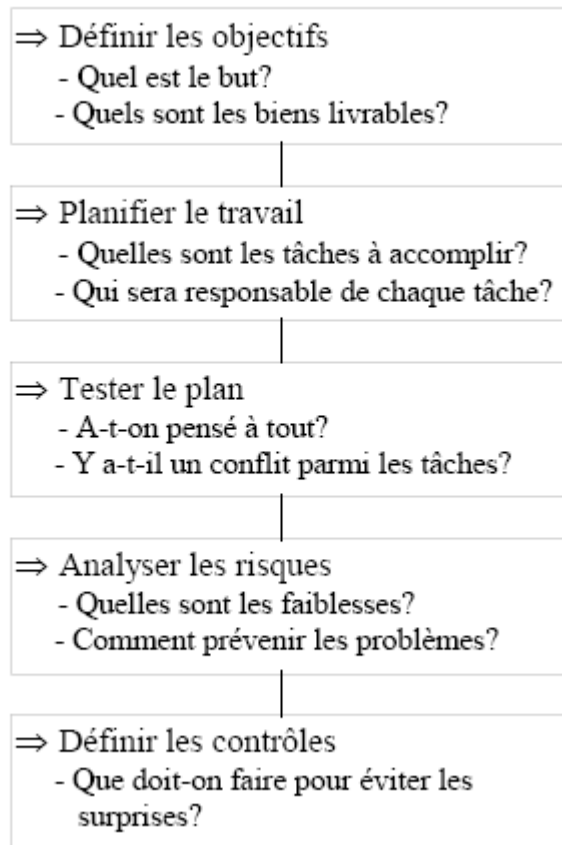 ⇒ Définir les objectifs
- Quel est le but?
- Quels sont les biens livrables?
⇒ Planifier le travail
- Quelles sont les tâches à accomplir?
- Qui sera responsable de chaque tâche?
⇒ Tester le plan
- A-t-on pensé à tout?
- Y a-t-il un conflit parmi les tâches?
⇒ Analyser les risques
- Quelles sont les faiblesses?
- Comment prévenir les problèmes?
⇒ Définir les contrôles
- Que doit-on faire pour éviter les
surprises?